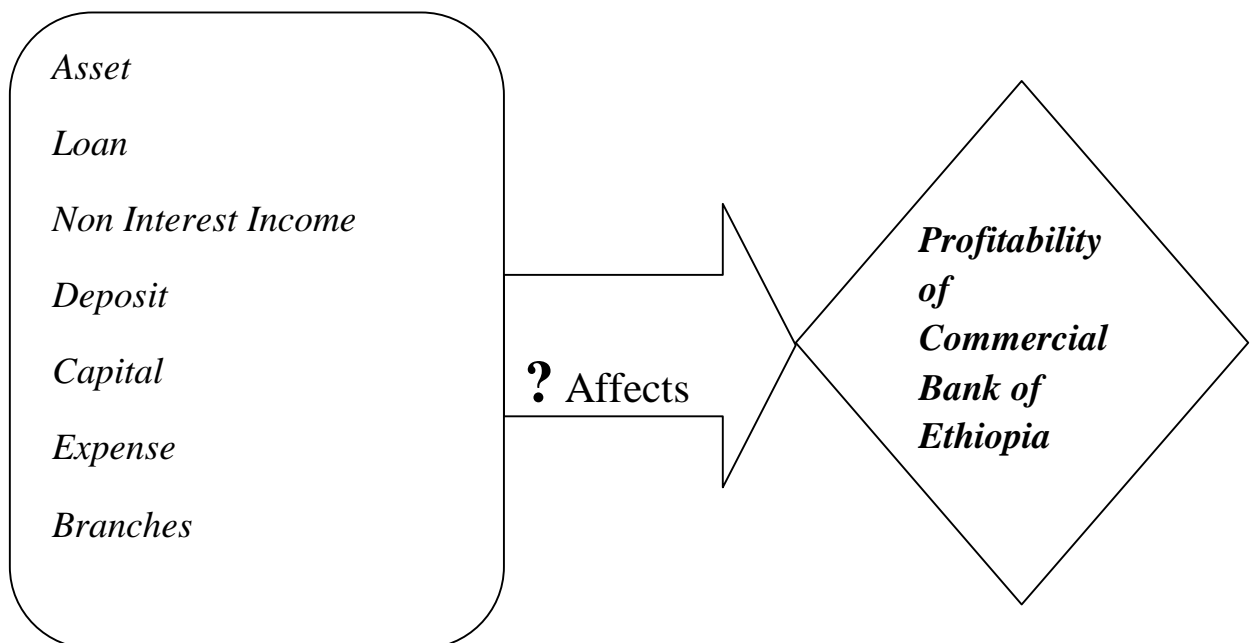 Asset
Loan
Non Interest Income
Deposit
Capital
Expense
Branches
? Affects
Profitability
of
Commercial
Bank of
Ethiopia